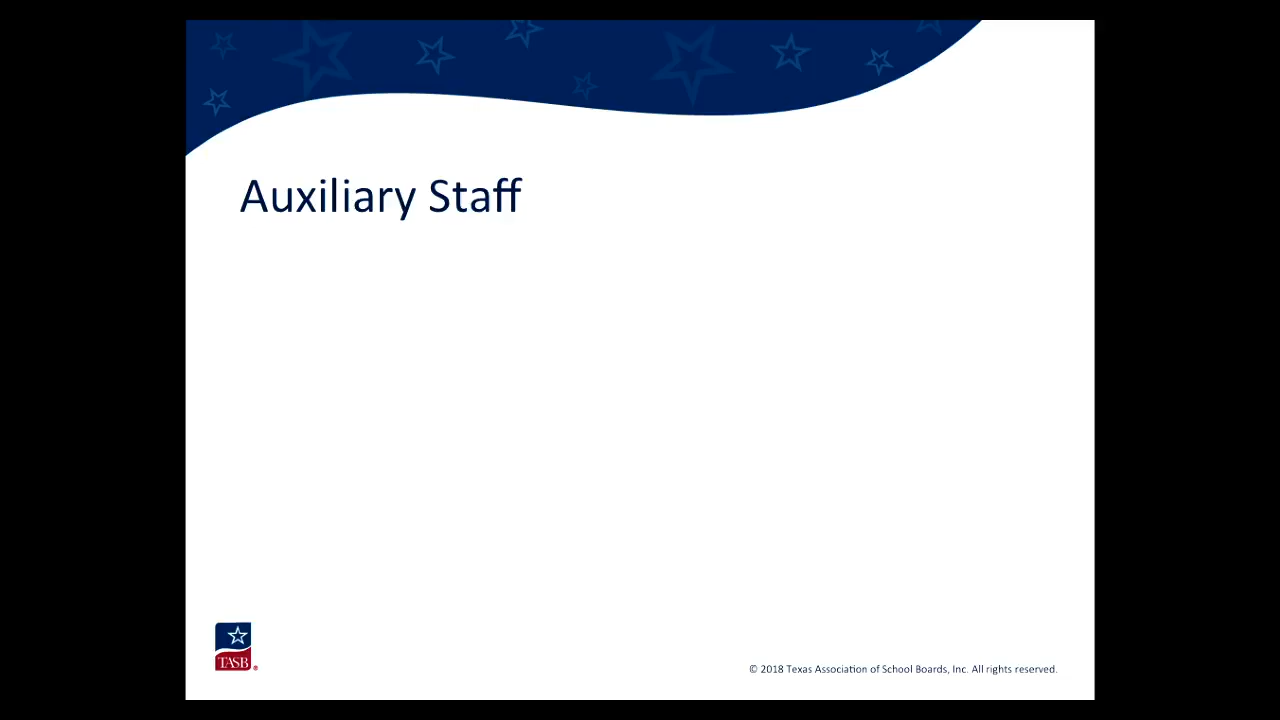 Auxiliary Staff
TASB®
© 2018 Texas Association of School Boards, Inc. All rights reserved.